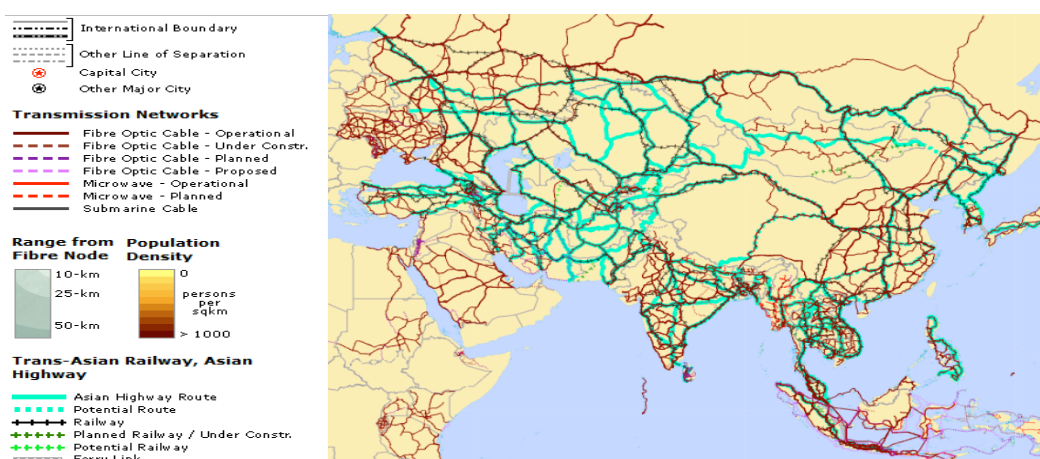 International Boundary
Other Line of Separation
Capital City
Other Major City
Transmission Networks
Fibre Optic Cable - Operational
Fibre Optic Cable - Under Constr.
Fibre Optic Cable - Planned
Fibre Optic Cable - Proposed
Microwave - Operational
Microwave - Planned
Submarine Cable
Range from
Fibre Node
10-km
25-km
50-km
Population
Density
0
persons
per
sqkm
> 1000
Trans-Asian Railway, Asian
Highway
Asian Highway Route
Potential Route
Railway
Planned Railway / Under Constr.
Potential Railway
Ferry Link